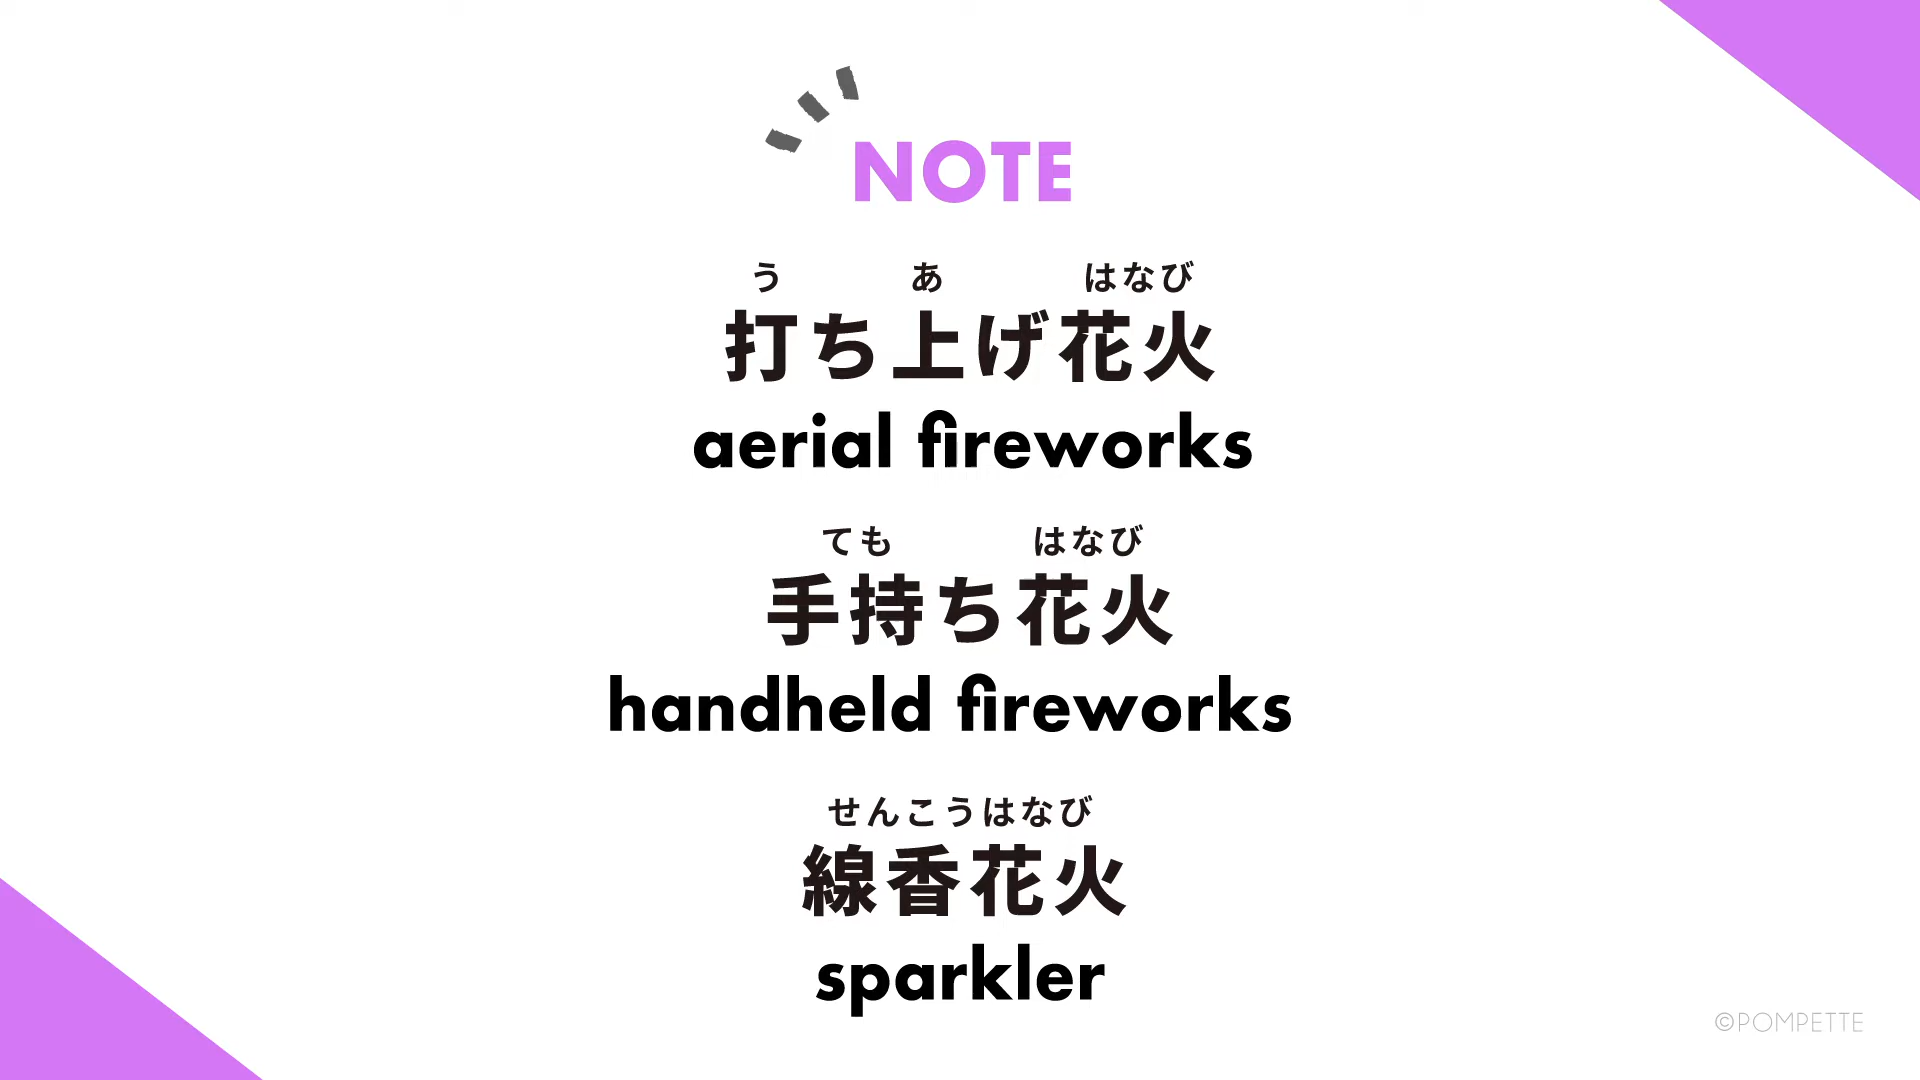 NOTE
う あ はなび
打ち上げ花火
aerial fireworks
ても はなび
手持ち花火
handheld fireworks
せんこうはなび
線香花火
sparkler
©POMPETTE